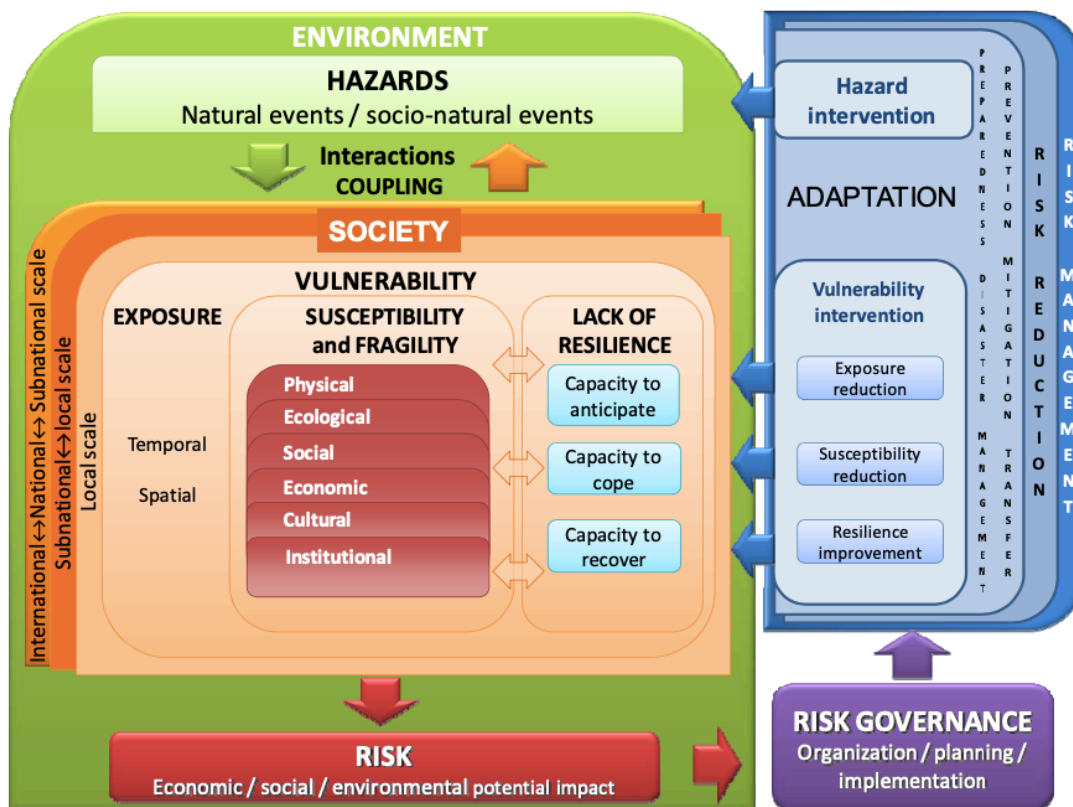 ENVIRONMENT
HAZARDS
Natural events / socio-natural events
Interactions
COUPLING
SOCIETY
International↔National↔Subnational scale
Subnational↔local scale
Local scale
VULNERABILITY
EXPOSURE
Temporal
Spatial
SUSCEPTIBILITY
and FRAGILITY
Physical
Ecological
Social
Economic
Cultural
Institutional
LACK OF
RESILIENCE
Capacity to
anticipate
Capacity to
cope
Capacity to
recover
RISK
Economic / social / environmental potential impact
Hazard
intervention
ADAPTATION
Vulnerability
intervention
Exposure
reduction
Susceptibility
reduction
Resilience
improvement
PREPAREDNESS DISASTER MANAGEMENT
PREVENTION MITIGATION TRANSFER
RISK REDUCTION
RISK MANAGEMENT
RISK GOVERNANCE
Organization / planning /
implementation